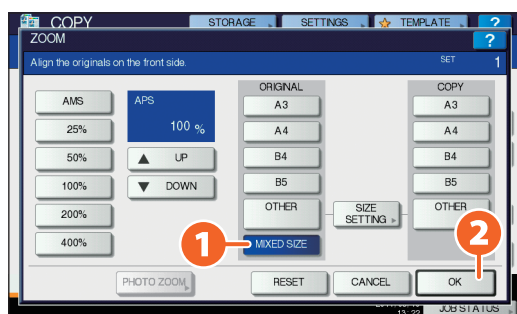 COPY STORAGE SETTINGS TEMPLATE ?
ZOOM ?
Align the originals on the front side. SET 1
ORIGINAL COPY
AMS APS A3 A3
25% 100 % A4 A4
50% UP B4 B4
100% DOWN B5 B5
200% OTHER SIZE SETTING OTHER
400% 1 MIXED SIZE 2
PHOTO ZOOM RESET CANCEL OK
JOB STATUS